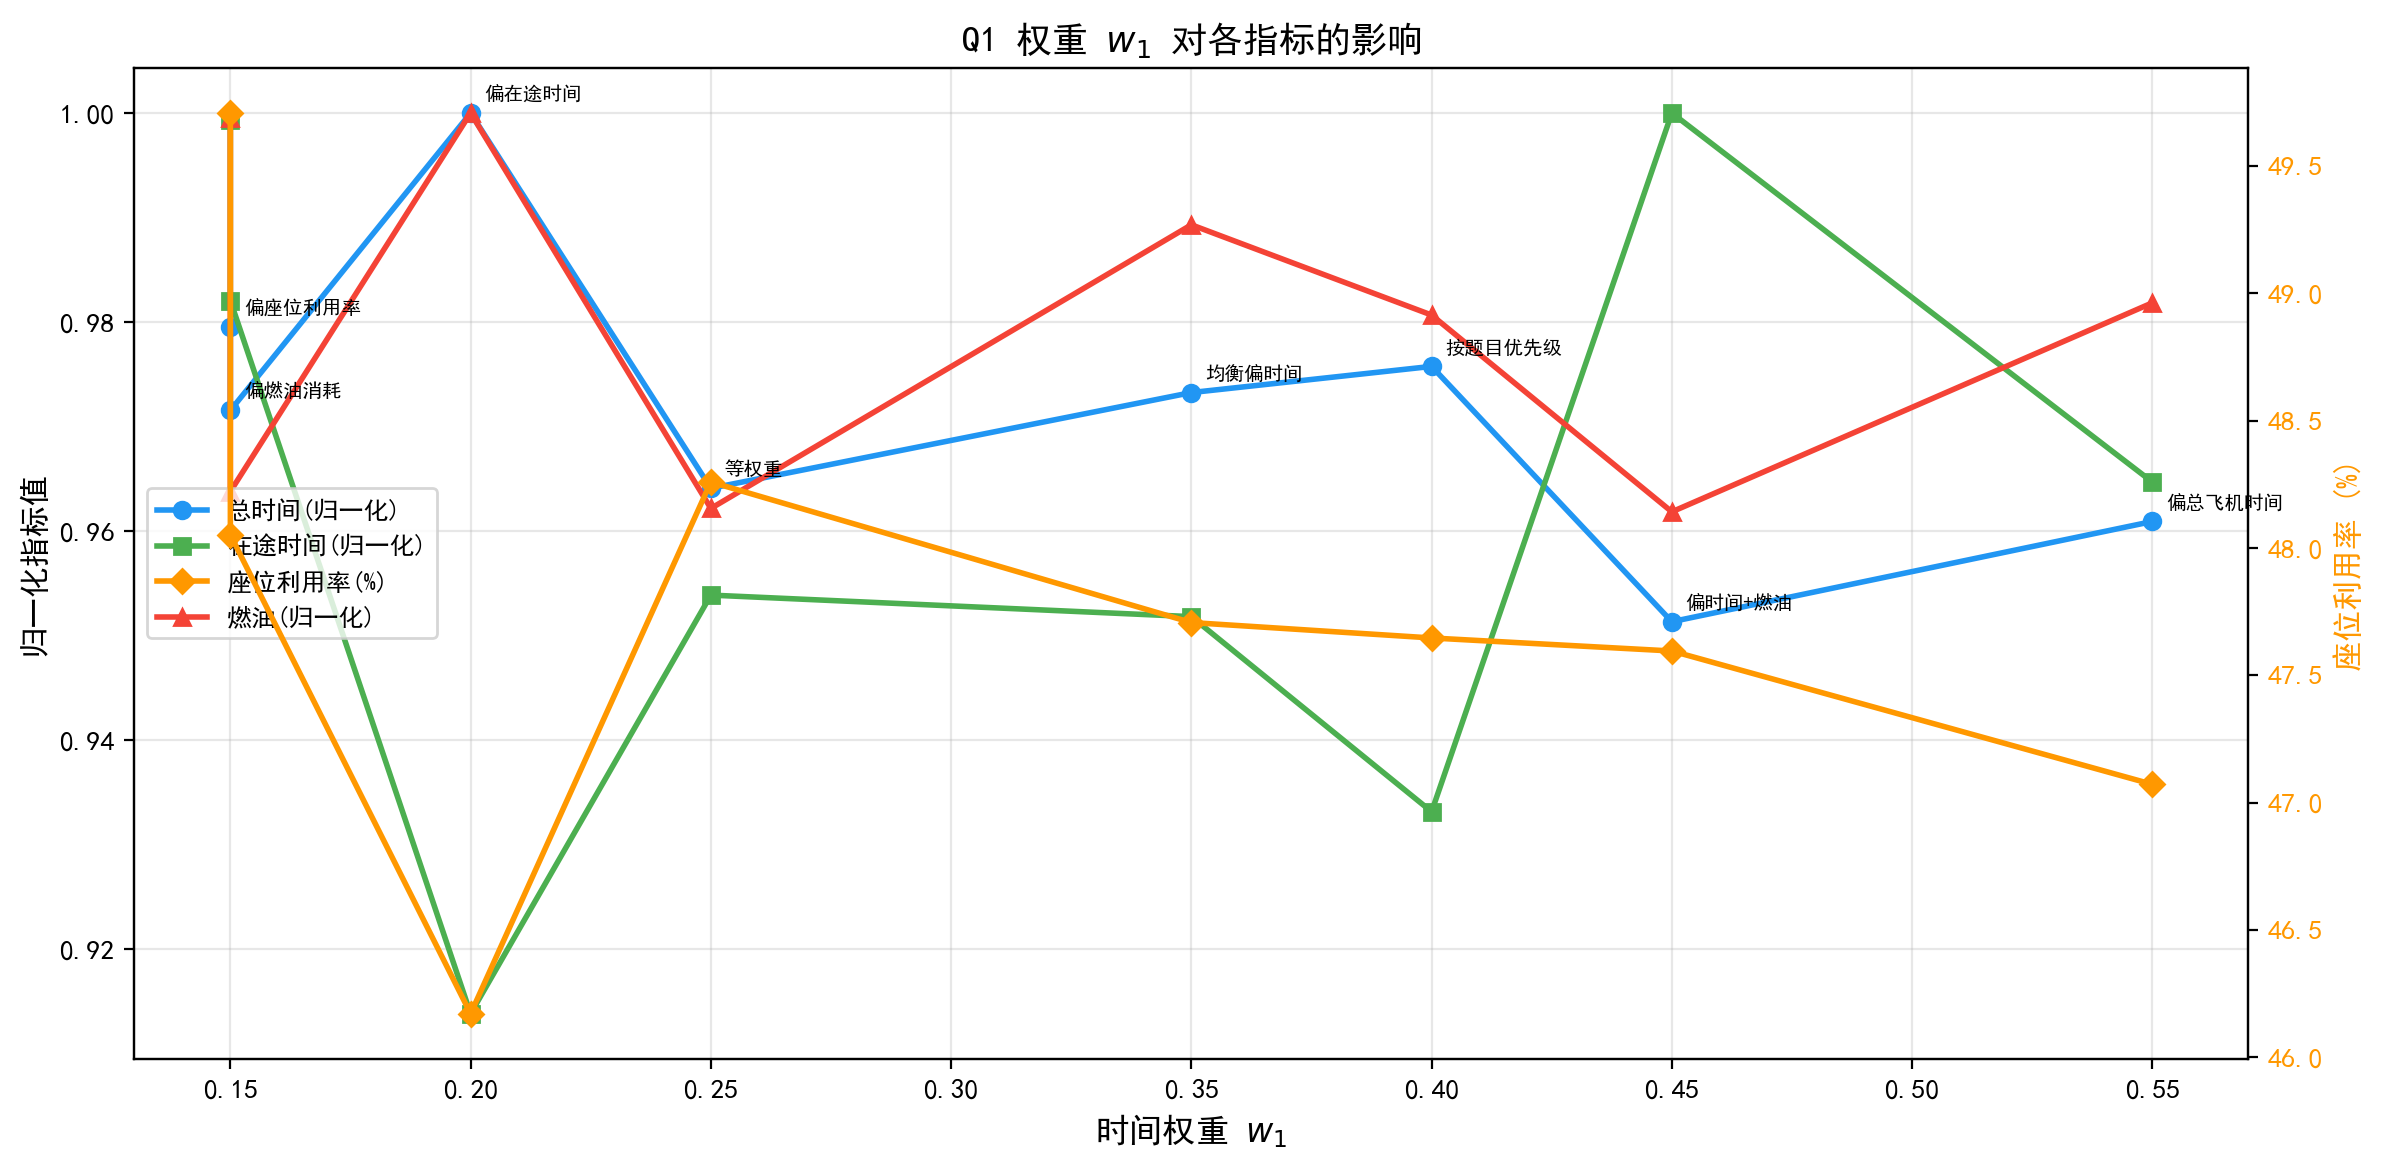 Q1 权重 w1 对各指标的影响
归一化指标值
1.00
0.98
0.96
0.94
0.92
偏在途时间
偏座位利用率
偏燃油消耗
等权重
均衡偏时间
按题目优先级
偏时间+燃油
偏总飞机时间
总时间(归一化)
在途时间(归一化)
座位利用率(%)
燃油(归一化)
49.5
49.0
48.5
48.0
47.5
47.0
46.5
46.0
座位利用率 (%)
0.15 0.20 0.25 0.30 0.35 0.40 0.45 0.50 0.55
时间权重 w1